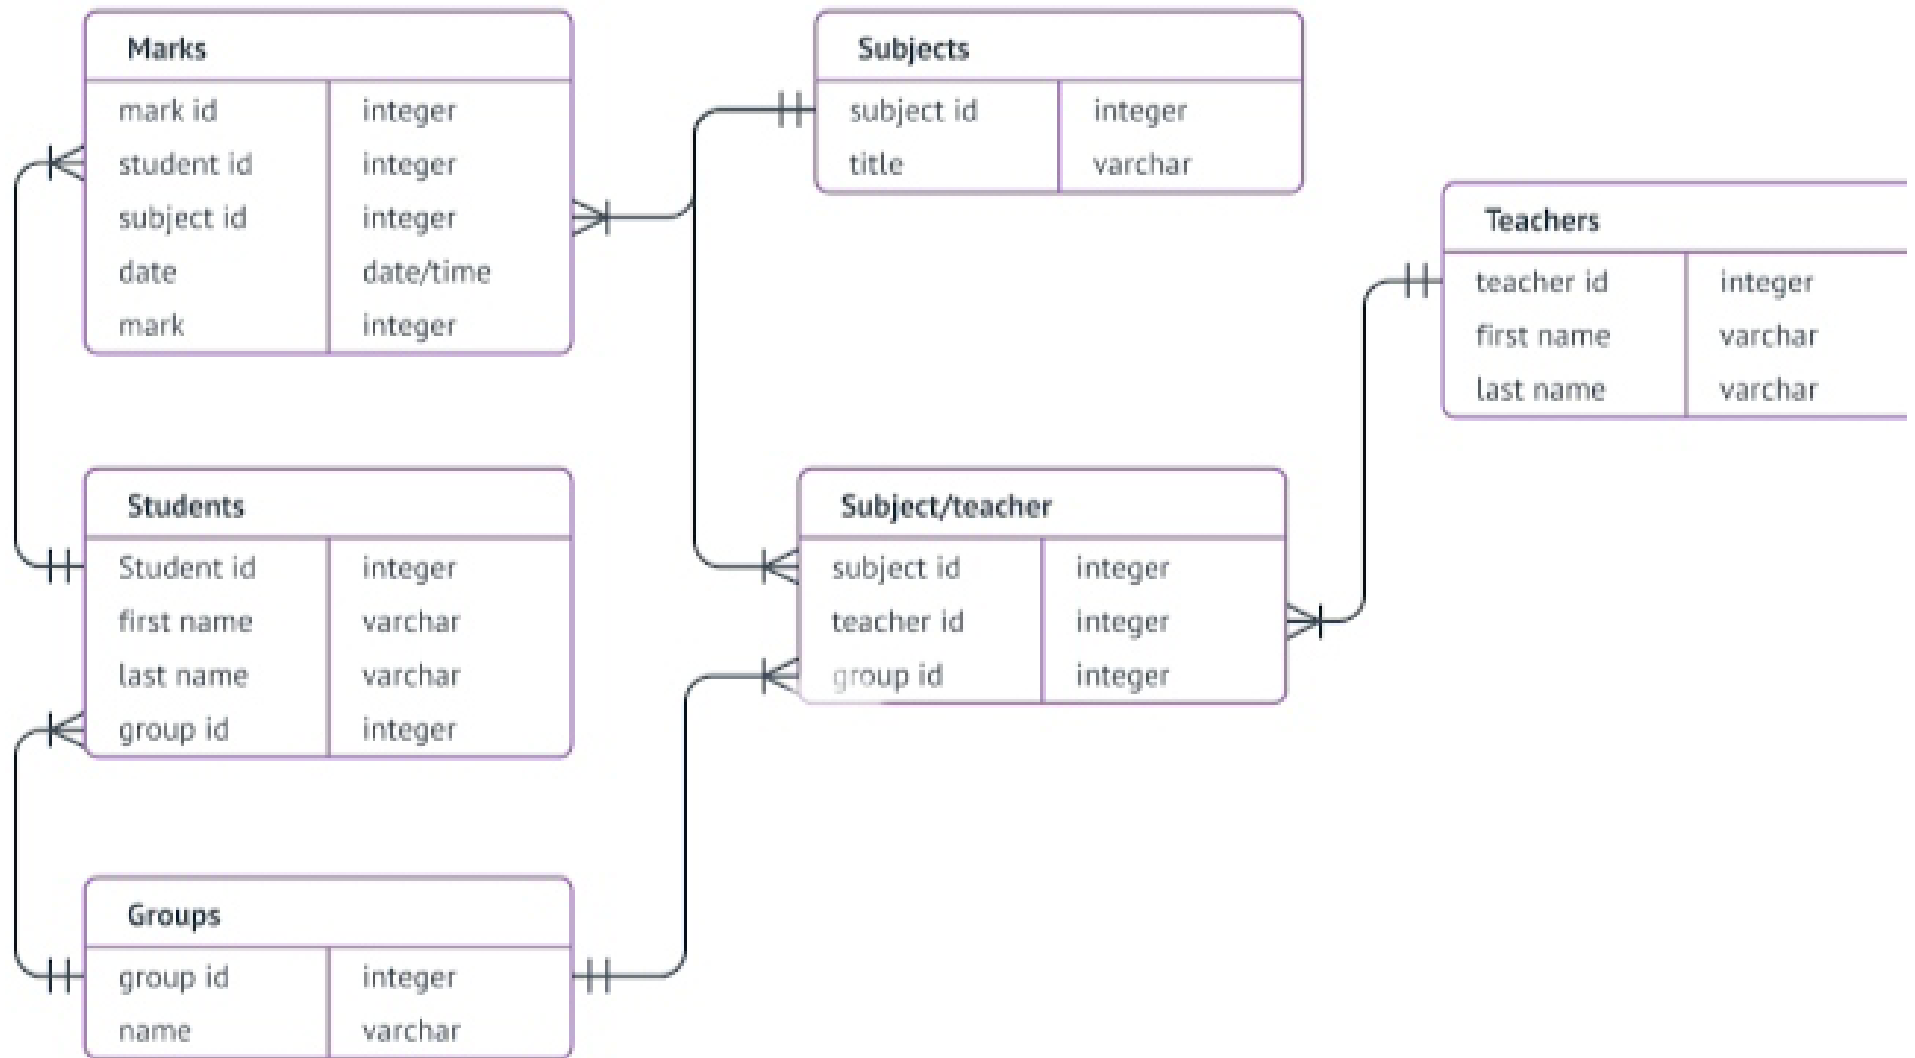 Marks
mark id integer
student id integer
subject id integer
date date/time
mark integer
Subjects
subject id integer
title varchar
Teachers
teacher id integer
first name varchar
last name varchar
Students
Student id integer
first name varchar
last name varchar
group id integer
Subject/teacher
subject id integer
teacher id integer
group id integer
Groups
group id integer
name varchar